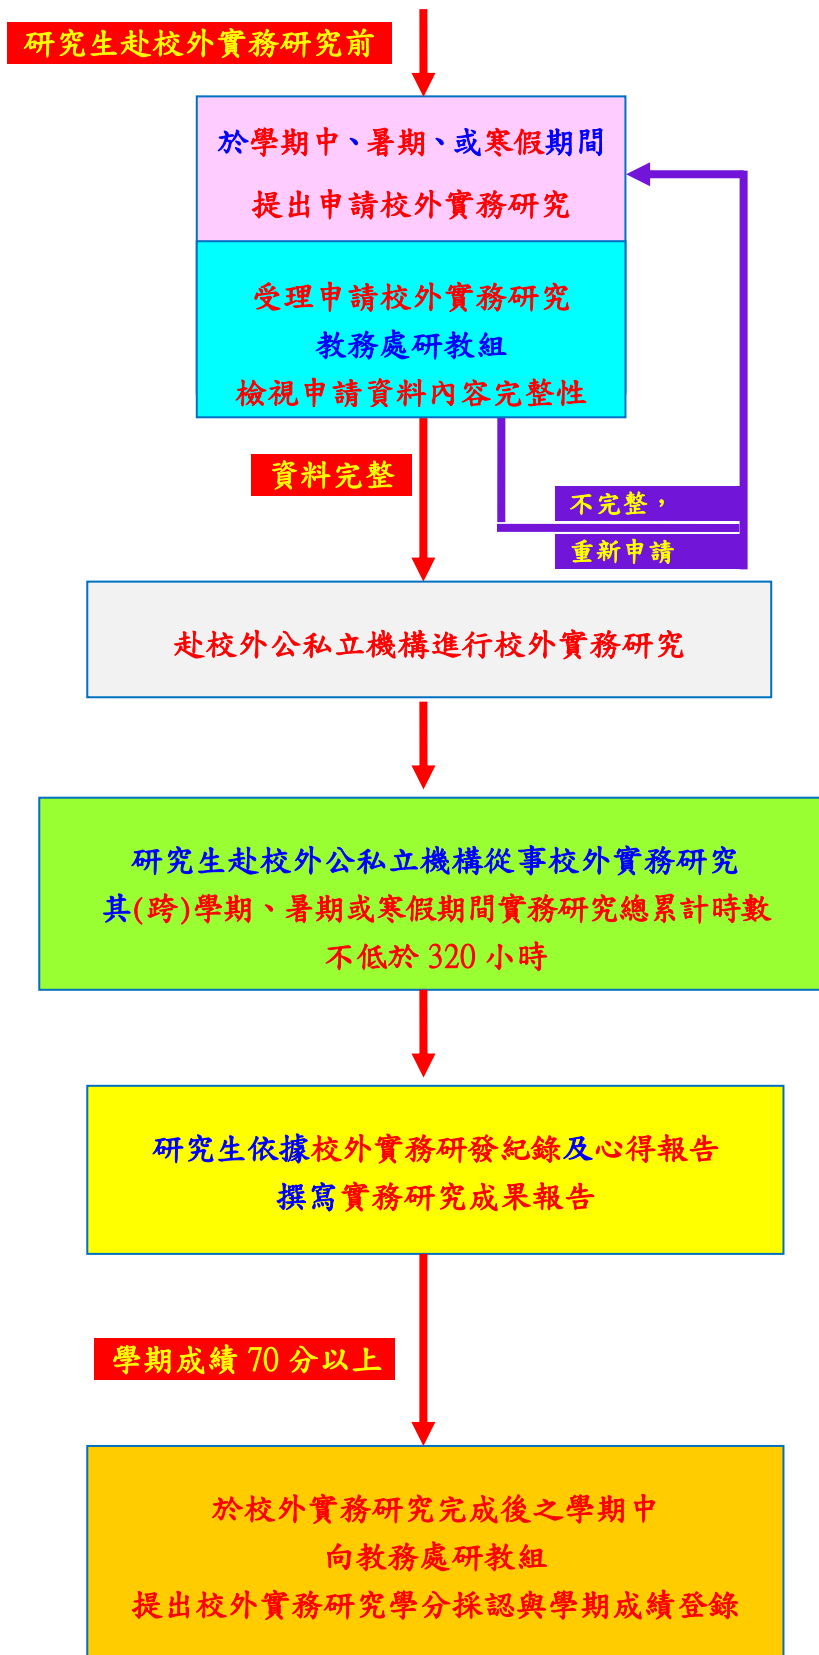 研究生赴校外實務研究前
於學期中、暑期、或寒假期間
提出申請校外實務研究
受理申請校外實務研究
教務處研教組
檢視申請資料內容完整性
資料完整
不完整，
重新申請
赴校外公私立機構進行校外實務研究
研究生赴校外公私立機構從事校外實務研究
其(跨)學期、暑期或寒假期間實務研究總累計時數
不低於 320 小時
研究生依據校外實務研發紀錄及心得報告
撰寫實務研究成果報告
學期成績 70 分以上
於校外實務研究完成後之學期中
向教務處研教組
提出校外實務研究學分採認與學期成績登錄